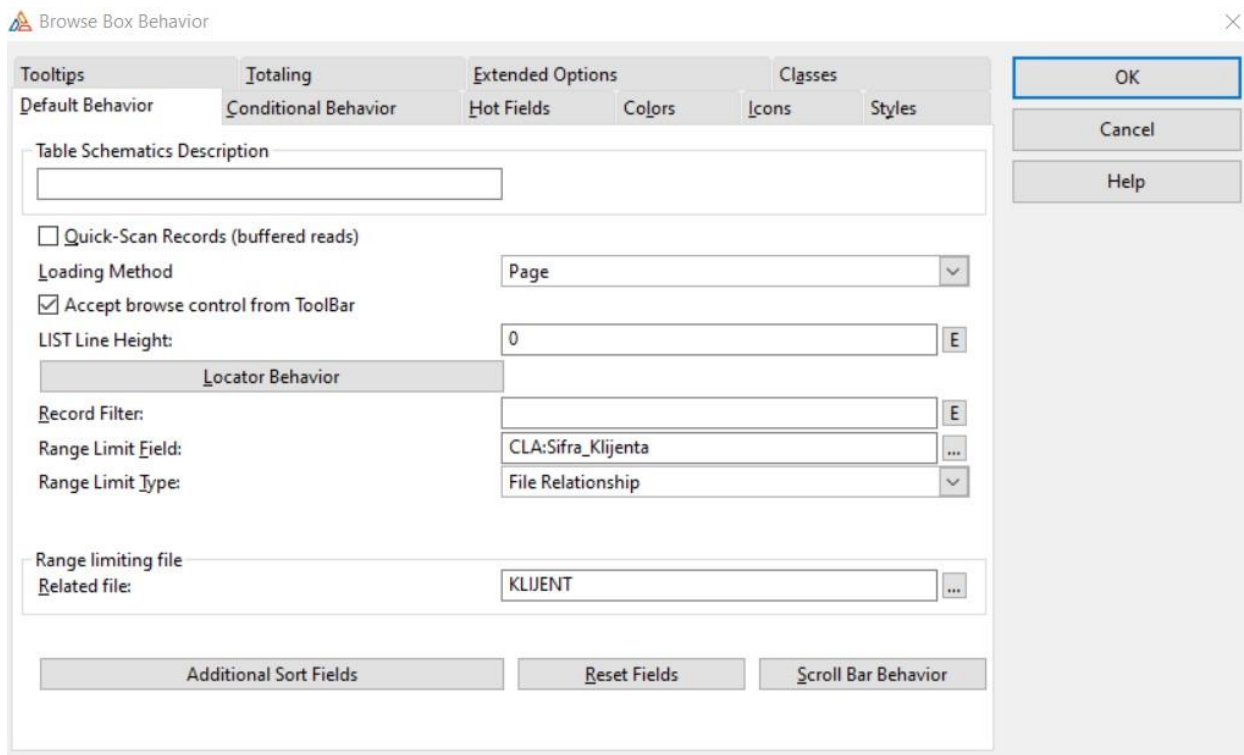 Browse Box Behavior
Tooltips Totaling Extended Options Classes
Default Behavior Conditional Behavior Hot Fields Colors Icons Styles
OK
Cancel
Help
Table Schematics Description
Quick-Scan Records (buffered reads)
Loading Method Page
Accept browse control from ToolBar
LIST Line Height: 0 E
Locator Behavior
Record Filter: E
Range Limit Field: CLA:Sifra_Klijenta ...
Range Limit Type: File Relationship
Range limiting file
Related file: KLIJENT ...
Additional Sort Fields Reset Fields Scroll Bar Behavior